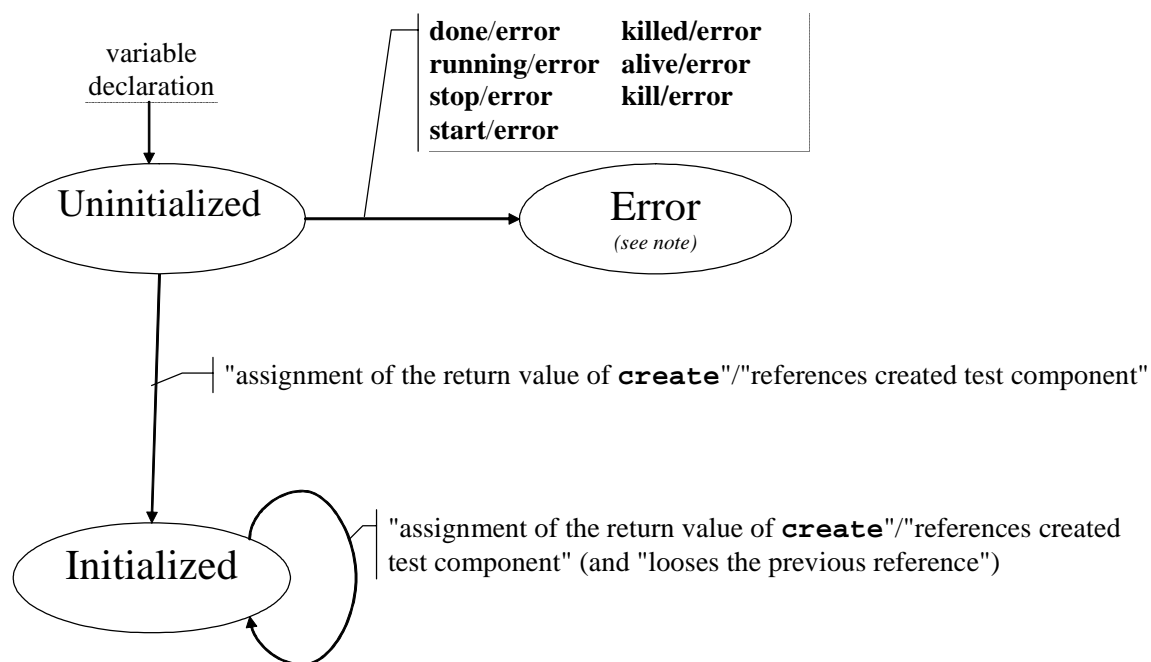 variable
declaration
done/error killed/error
running/error alive/error
stop/error kill/error
start/error
Uninitialized
Error
(see note)
"assignment of the return value of create"/"references created test component"
Initialized
"assignment of the return value of create"/"references created
test component" (and "looses the previous reference")